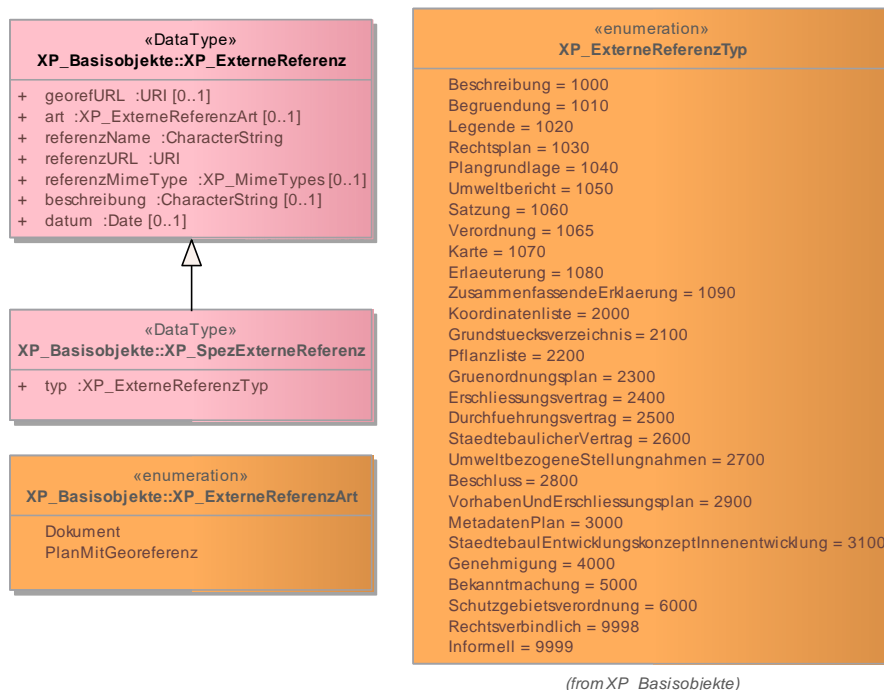 «DataType»
XP_Basisobjekte::XP_ExterneReferenz
+ georefURL :URI [0..1]
+ art :XP_ExterneReferenzArt [0..1]
+ referenzName :CharacterString
+ referenzURL :URI
+ referenzMimeType :XP_MimeTypes [0..1]
+ beschreibung :CharacterString [0..1]
+ datum :Date [0..1]
«DataType»
XP_Basisobjekte::XP_SpezExterneReferenz
+ typ :XP_ExterneReferenzTyp
«enumeration»
XP_Basisobjekte::XP_ExterneReferenzArt
Dokument
PlanMitGeoreferenz
«enumeration»
XP_ExterneReferenzTyp
Beschreibung = 1000
Begruendung = 1010
Legende = 1020
Rechtsplan = 1030
Plangrundlage = 1040
Umweltbericht = 1050
Satzung = 1060
Verordnung = 1065
Karte = 1070
Erlaeuterung = 1080
ZusammenfassendeErklaerung = 1090
Koordinatenliste = 2000
Grundstuecksverzeichnis = 2100
Pflanzliste = 2200
Gruenordnungsplan = 2300
Erschliessungsvertrag = 2400
Durchfuehrungsvertrag = 2500
StaedtebaulicherVertrag = 2600
UmweltbezogeneStellungnahmen = 2700
Beschluss = 2800
VorhabenUndErschliessungsplan = 2900
MetadatenPlan = 3000
StaedtebaulEntwicklungskonzeptInnenentwicklung = 3100
Genehmigung = 4000
Bekanntmachung = 5000
Schutzgebietsverordnung = 6000
Rechtsverbindlich = 9998
Informell = 9999
(from XP_Basisobjekte)